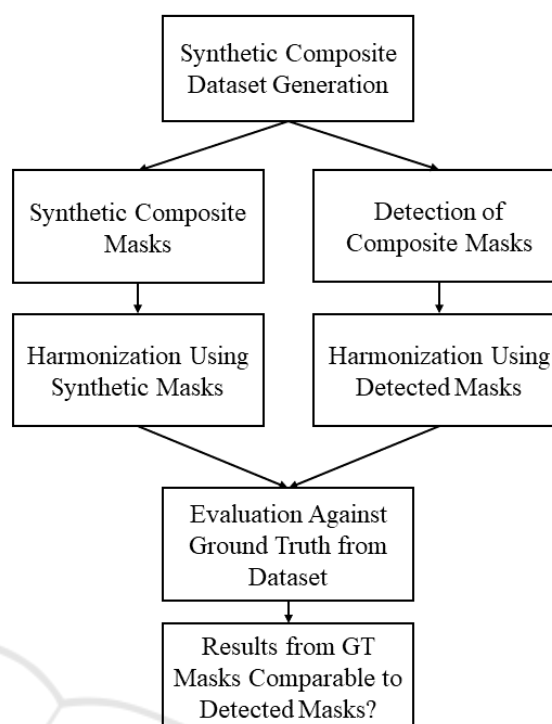 Synthetic Composite
Dataset Generation
Synthetic Composite
Masks
Detection of
Composite Masks
Harmonization Using
Synthetic Masks
Harmonization Using
Detected Masks
Evaluation Against
Ground Truth from
Dataset
Results from GT
Masks Comparable to
Detected Masks?